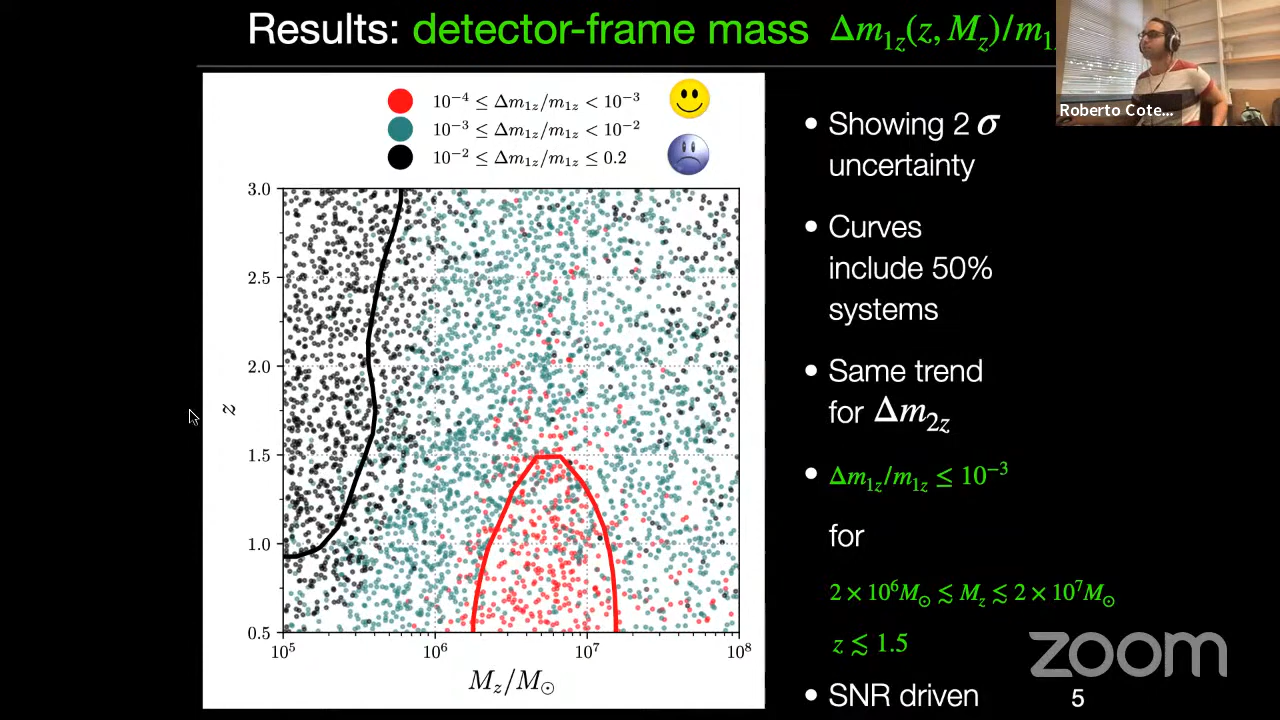 Results: detector-frame mass Δm₁z(z, Mz)/m₁
Roberto Cote...
10⁻⁴ ≤ Δm₁z/m₁z < 10⁻³
10⁻³ ≤ Δm₁z/m₁z < 10⁻²
10⁻² ≤ Δm₁z/m₁z ≤ 0.2
3.0
2.5
2.0
1.5
1.0
0.5
z
10⁵ 10⁶ 10⁷ 10⁸
Mz/M⊙
• Showing 2 σ
uncertainty
• Curves
include 50%
systems
• Same trend
for Δm₂z
• Δm₁z/m₁z ≤ 10⁻³
for
2 × 10⁶M⊙ ≲ Mz ≲ 2 × 10⁷M⊙
z ≲ 1.5
• SNR driven
5
zoom